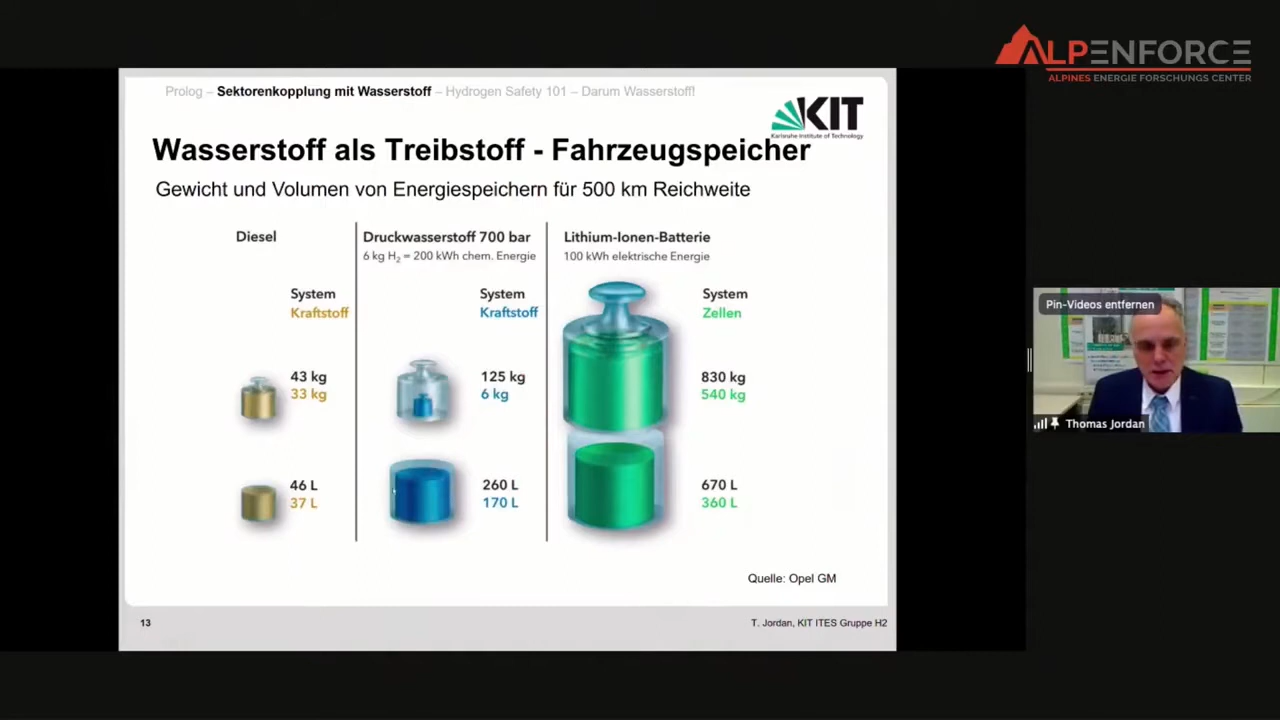 ALPENFORCE
ALPINES ENERGIE FORSCHUNGS CENTER
Prolog – Sektorenkopplung mit Wasserstoff – Hydrogen Safety 101 – Darum Wasserstoff!
KIT
Karlsruhe Institute of Technology
Wasserstoff als Treibstoff - Fahrzeugspeicher
Gewicht und Volumen von Energiespeichern für 500 km Reichweite
Diesel
System
Kraftstoff
43 kg
33 kg
46 L
37 L
Druckwasserstoff 700 bar
6 kg H₂ = 200 kWh chem. Energie
System
Kraftstoff
125 kg
6 kg
260 L
170 L
Lithium-Ionen-Batterie
100 kWh elektrische Energie
System
Zellen
830 kg
540 kg
670 L
360 L
Quelle: Opel GM
13
T. Jordan, KIT ITES Gruppe H2
Pin-Videos entfernen
Thomas Jordan